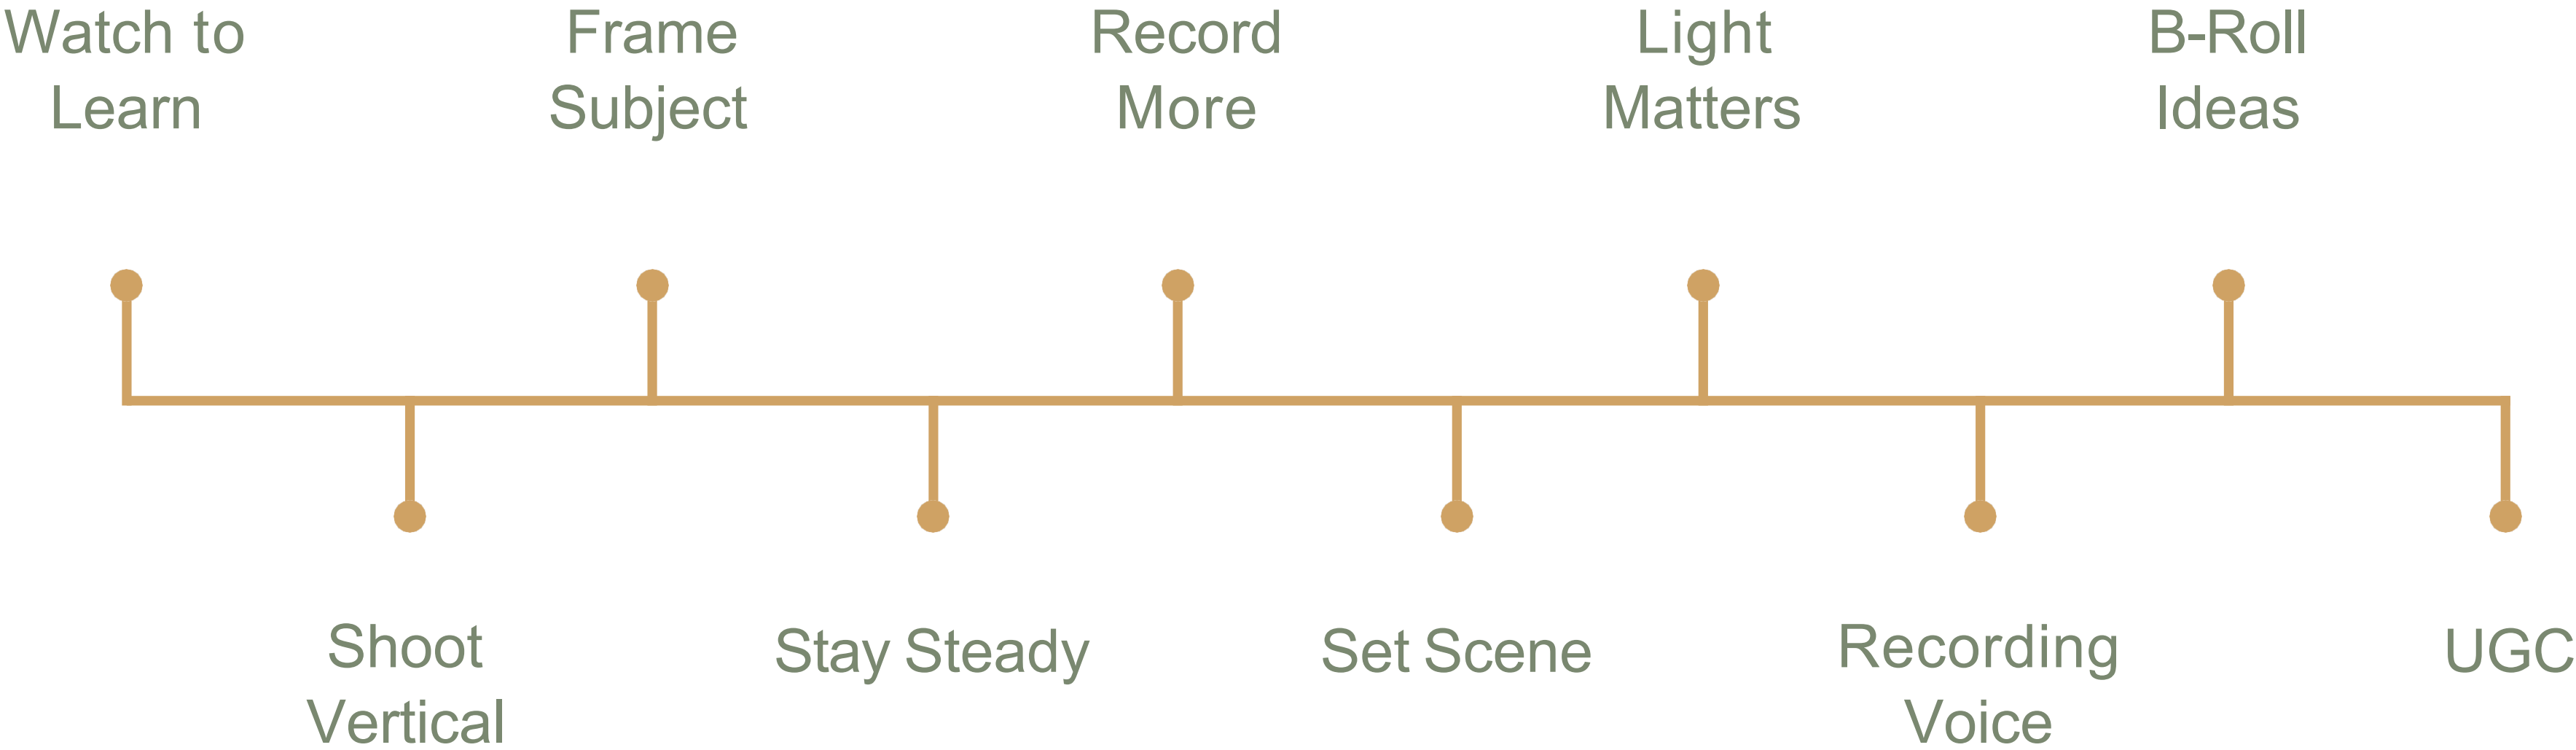 Watch to
Learn
Frame
Subject
Record
More
Light
Matters
B-Roll
Ideas
Shoot
Vertical
Stay Steady
Set Scene
Recording
Voice
UGC